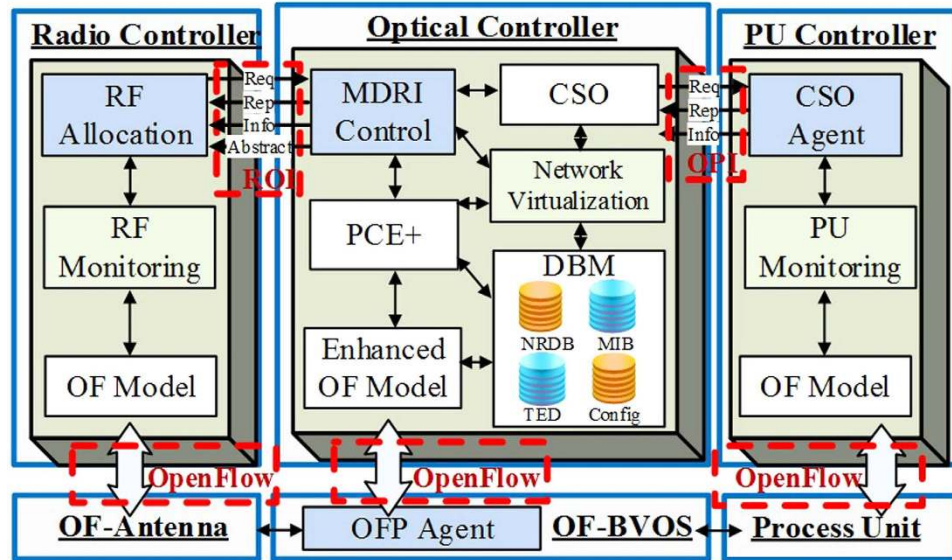 Radio Controller
Optical Controller
PU Controller
RF
Allocation
Req
Rep
Info
Abstract
ROI
MDRI
Control
CSO
Req
Rep
Info
OPI
CSO
Agent
Network
Virtualization
RF
Monitoring
PCE+
PU
Monitoring
DBM
NRDB
MIB
TED
Config
Enhanced
OF Model
OF Model
OF Model
OpenFlow
OpenFlow
OpenFlow
OF-Antenna
OFP Agent
OF-BVOS
Process Unit